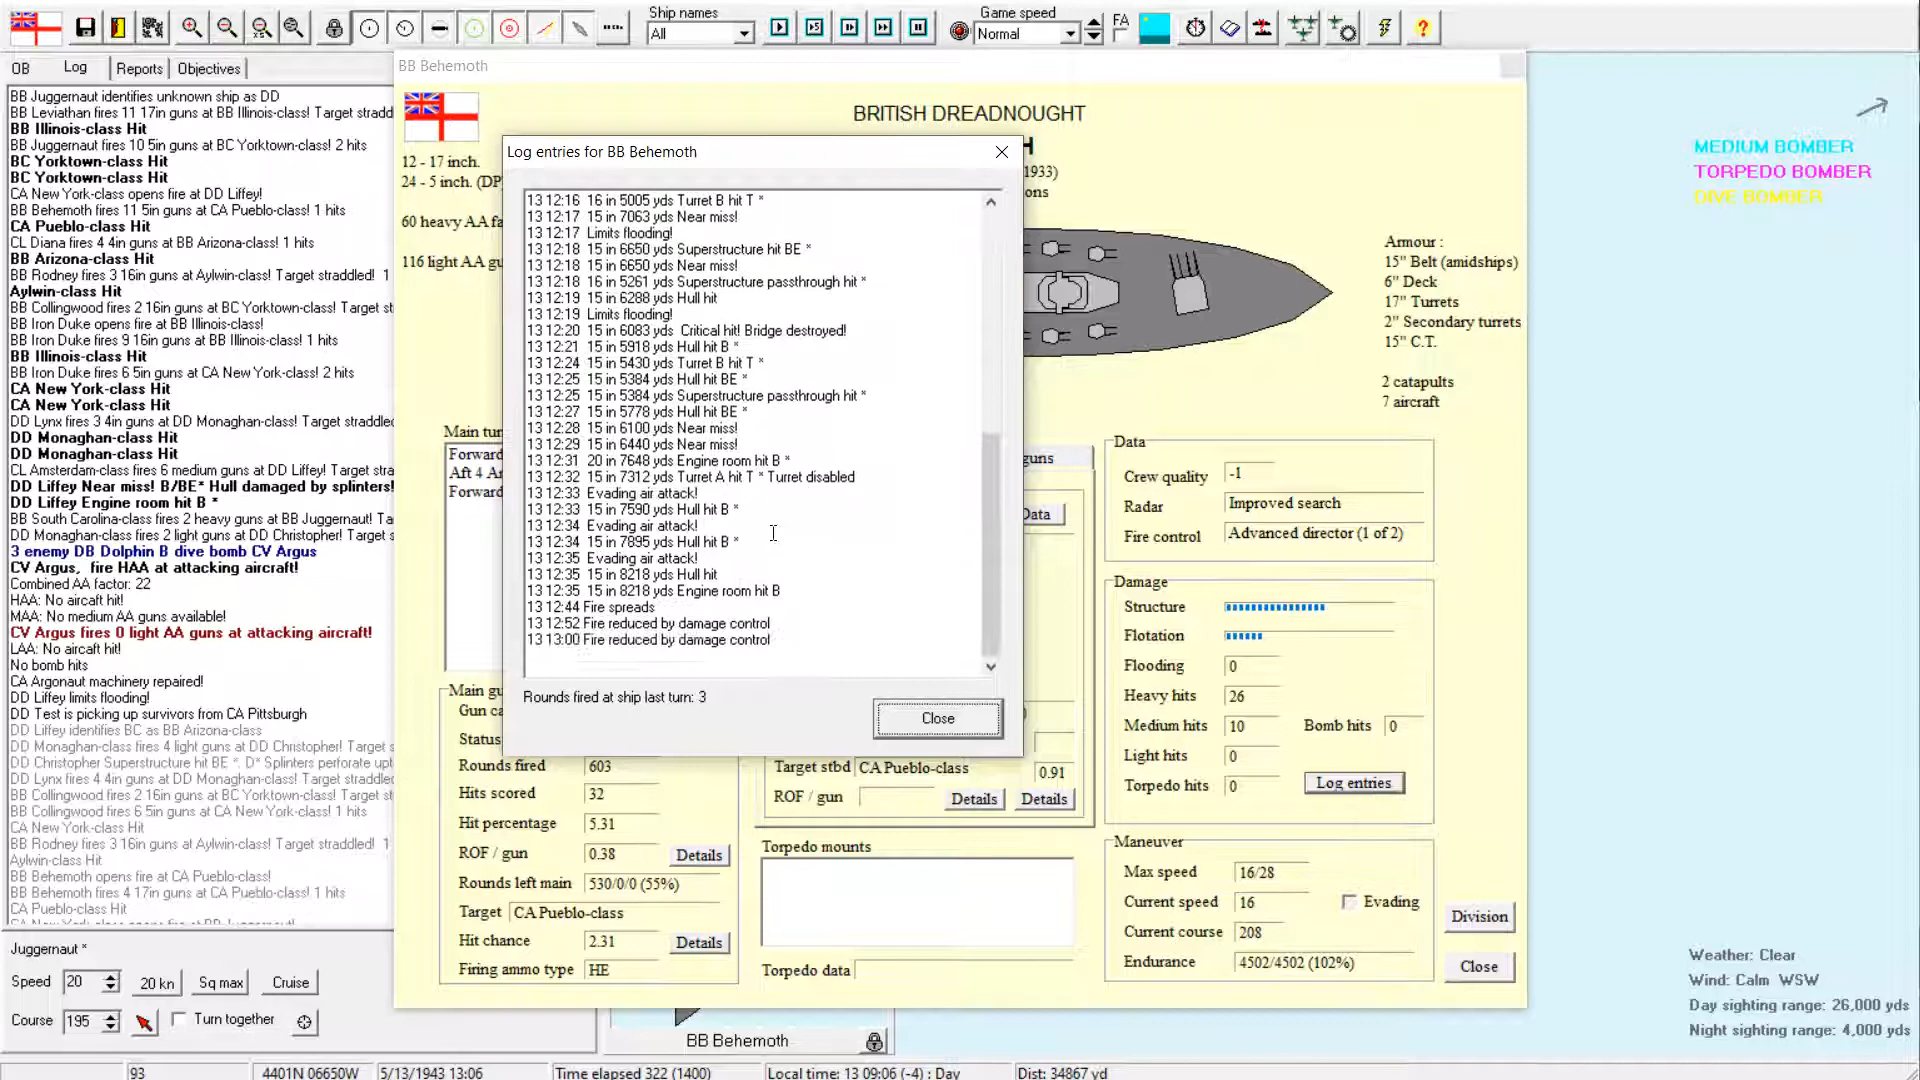 Ship names
All
Game speed
Normal
FA
OB
Log
Reports
Objectives
BB Juggernaut identifies unknown ship as DD
BB Leviathan fires 11 17in guns at BB Illinois-class! Target straddled
BB Illinois-class Hit
BB Juggernaut fires 10 5in guns at BC Yorktown-class! 2 hits
BC Yorktown-class Hit
BC Yorktown-class Hit
CA New York-class opens fire at DD Liffey!
BB Behemoth fires 11 5in guns at CA Pueblo-class! 1 hits
CA Pueblo-class Hit
CL Diana fires 4 4in guns at BB Arizona-class! 1 hits
BB Arizona-class Hit
BB Rodney fires 3 16in guns at Aylwin-class! Target straddled! 1
Aylwin-class Hit
BB Collingwood fires 2 16in guns at BC Yorktown-class! Target st
BB Iron Duke opens fire at BB Illinois-class!
BB Iron Duke fires 9 16in guns at BB Illinois-class! 1 hits
BB Illinois-class Hit
BB Iron Duke fires 6 5in guns at CA New York-class! 2 hits
CA New York-class Hit
CA New York-class Hit
DD Lynx fires 3 4in guns at DD Monaghan-class! Target straddled
DD Monaghan-class Hit
DD Monaghan-class Hit
CL Amsterdam-class fires 6 medium guns at DD Liffey! Target st
DD Liffey Near miss! B/BE* Hull damaged by splinters!
DD Liffey Engine room hit B *
BB South Carolina-class fires 2 heavy guns at BB Juggernaut! Ta
DD Monaghan-class fires 2 light guns at DD Christopher! Target
3 enemy DB Dolphin B dive bomb CV Argus
CV Argus, fire HAA at attacking aircraft!
Combined AA factor: 22
HAA: No aircaft hit!
MAA: No medium AA guns available!
CV Argus fires 0 light AA guns at attacking aircraft!
LAA: No aircaft hit!
No bomb hits
CA Argonaut machinery repaired!
DD Liffey limits flooding!
DD Test is picking up survivors from CA Pittsburgh
DD Liffey identifies BC as BB Arizona-class
DD Monaghan-class fires 4 light guns at DD Christopher! Target s
DD Christopher Superstructure hit BE *. D* Splinters perforate upt
DD Lynx fires 4 4in guns at DD Monaghan-class! Target straddled
BB Collingwood fires 2 16in guns at BC Yorktown-class! Target st
BB Collingwood fires 6 5in guns at CA New York-class! 1 hits
CA New York-class Hit
BB Rodney fires 3 16in guns at Aylwin-class! Target straddled! 1
Aylwin-class Hit
BB Behemoth opens fire at CA Pueblo-class!
BB Behemoth fires 4 17in guns at CA Pueblo-class! 1 hits
CA Pueblo-class Hit
Juggernaut *
Speed 20
20 kn
Sq max
Cruise
Course 195
Turn together
BB Behemoth
BRITISH DREADNOUGHT
H
1933)
ons
12 - 17 inch.
24 - 5 inch. (DP
60 heavy AA fa
116 light AA gu
Armour :
15" Belt (amidships)
6" Deck
17" Turrets
2" Secondary turrets
15" C.T.
2 catapults
7 aircraft
Log entries for BB Behemoth
13 12:16 16 in 5005 yds Turret B hit T *
13 12:17 15 in 7063 yds Near miss!
13 12:17 Limits flooding!
13 12:18 15 in 6650 yds Superstructure hit BE *
13 12:18 15 in 6650 yds Near miss!
13 12:18 16 in 5261 yds Superstructure passthrough hit *
13 12:19 15 in 6288 yds Hull hit
13 12:19 Limits flooding!
13 12:20 15 in 6083 yds Critical hit! Bridge destroyed!
13 12:21 15 in 5918 yds Hull hit B *
13 12:24 15 in 5430 yds Turret B hit T *
13 12:25 15 in 5384 yds Hull hit BE *
13 12:25 15 in 5384 yds Superstructure passthrough hit *
13 12:27 15 in 5778 yds Hull hit BE *
13 12:28 15 in 6100 yds Near miss!
13 12:29 15 in 6440 yds Near miss!
13 12:31 20 in 7648 yds Engine room hit B *
13 12:32 15 in 7312 yds Turret A hit T * Turret disabled
13 12:33 Evading air attack!
13 12:33 15 in 7590 yds Hull hit B *
13 12:34 Evading air attack!
13 12:34 15 in 7895 yds Hull hit B *
13 12:35 Evading air attack!
13 12:35 15 in 8218 yds Hull hit
13 12:35 15 in 8218 yds Engine room hit B
13 12:44 Fire spreads
13 12:52 Fire reduced by damage control
13 13:00 Fire reduced by damage control
Rounds fired at ship last turn: 3
Close
Main tur
Forward
Aft 4 Ar
Forward
guns
Data
Main gu
Gun ca
Status
Rounds fired 603
Hits scored 32
Hit percentage 5.31
ROF / gun 0.38 Details
Rounds left main 530/0/0 (55%)
Target CA Pueblo-class
Hit chance 2.31 Details
Firing ammo type HE
Target stbd CA Pueblo-class 0.91
ROF / gun Details Details
Torpedo mounts
Torpedo data
Data
Crew quality -1
Radar Improved search
Fire control Advanced director (1 of 2)
Damage
Structure
Flotation
Flooding 0
Heavy hits 26
Medium hits 10 Bomb hits 0
Light hits 0
Torpedo hits 0 Log entries
Maneuver
Max speed 16/28
Current speed 16 Evading
Current course 208
Endurance 4502/4502 (102%)
Division
Close
BB Behemoth
MEDIUM BOMBER
TORPEDO BOMBER
DIVE BOMBER
Weather: Clear
Wind: Calm WSW
Day sighting range: 26,000 yds
Night sighting range: 4,000 yds
93
4401N 06650W
5/13/1943 13:06
Time elapsed 322 (1400)
Local time: 13 09:06 (-4) : Day
Dist: 34867 yd